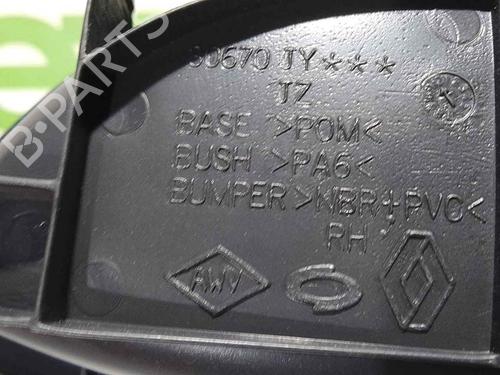 80670 TY***
TZ
BASE >POM<
BUSH >PA6<
BUMPER >NBR+PVC<
RH
AWV
B-PARTS